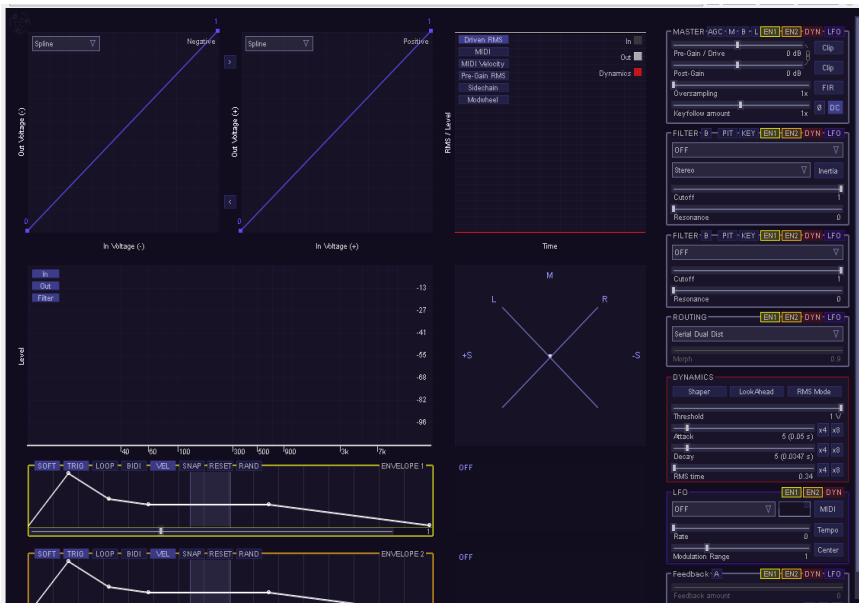 1
1
Spline
Negative
Spline
Positive
>
<
Out Voltage (-)
Out Voltage (+)
0
0
In Voltage (-)
In Voltage (+)
Driven RMS
MIDI
MIDI Velocity
Pre-Gain RMS
Sidechain
Modwheel
In
Out
Dynamics
RMS / Level
Time
In
Out
Filter
-13
-27
-41
-55
-68
-82
-96
Level
40 60 100 300 500 900 3k 7k
M
L R
+S -S
SOFT TRIG LOOP BIDI VEL SNAP RESET RAND ENVELOPE 1
1
SOFT TRIG LOOP BIDI VEL SNAP RESET RAND ENVELOPE 2
OFF
OFF
MASTER AGC M B L EN1 EN2 DYN LFO
Pre-Gain / Drive 0 dB Clip
Post-Gain 0 dB Clip
Oversampling 1x FIR
Keyfollow amount 1x Ø DC
FILTER B PIT KEY EN1 EN2 DYN LFO
OFF
Stereo Inertia
Cutoff 1
Resonance 0
FILTER B PIT KEY EN1 EN2 DYN LFO
OFF
Cutoff 1
Resonance 0
ROUTING EN1 EN2 DYN LFO
Serial Dual Dist
Morph 0.9
DYNAMICS
Shaper LookAhead RMS Mode
Threshold 1 V
Attack 5 (0.05 s) x4 x8
Decay 5 (0.0047 s) x4 x8
RMS time 0.34 x4 x8
LFO EN1 EN2 DYN
OFF MIDI
Rate 0 Tempo
Modulation Range 1 Center
Feedback A EN1 EN2 DYN LFO
Feedback amount 0